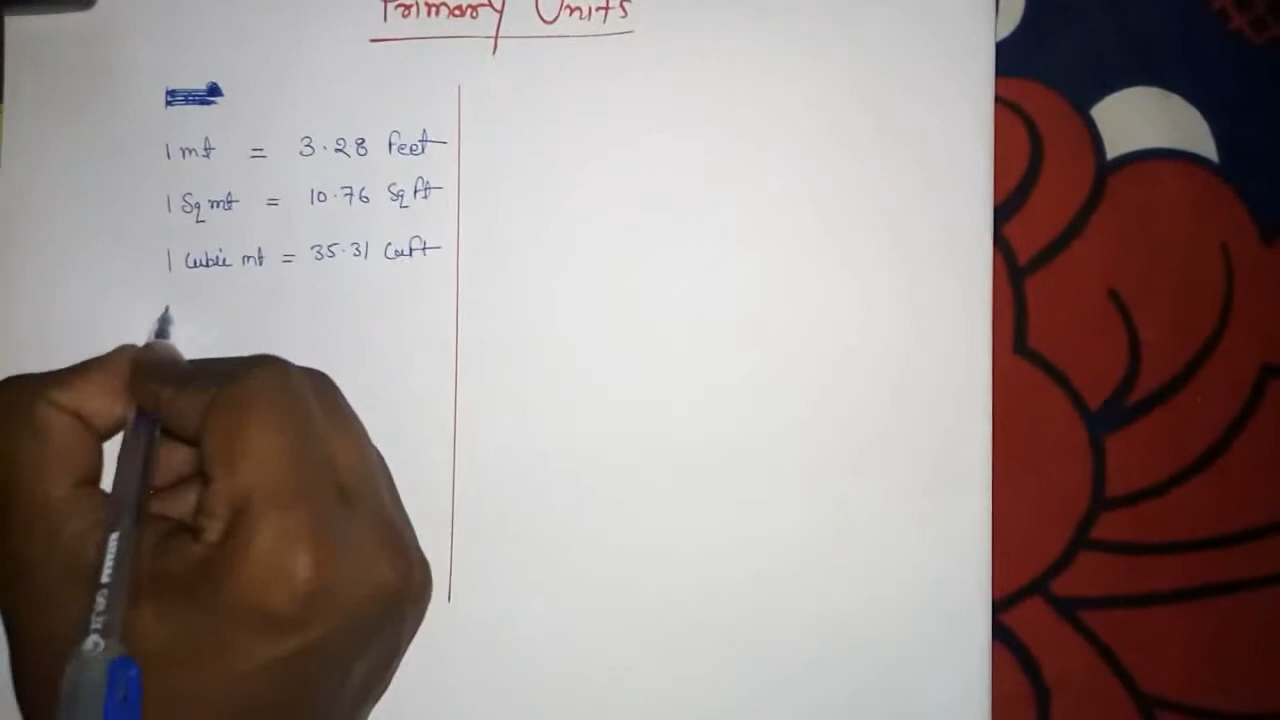 Primary Units
1 mt = 3.28 feet
1 Sq mt = 10.76 Sq ft
1 Cubic mt = 35.31 Cuft